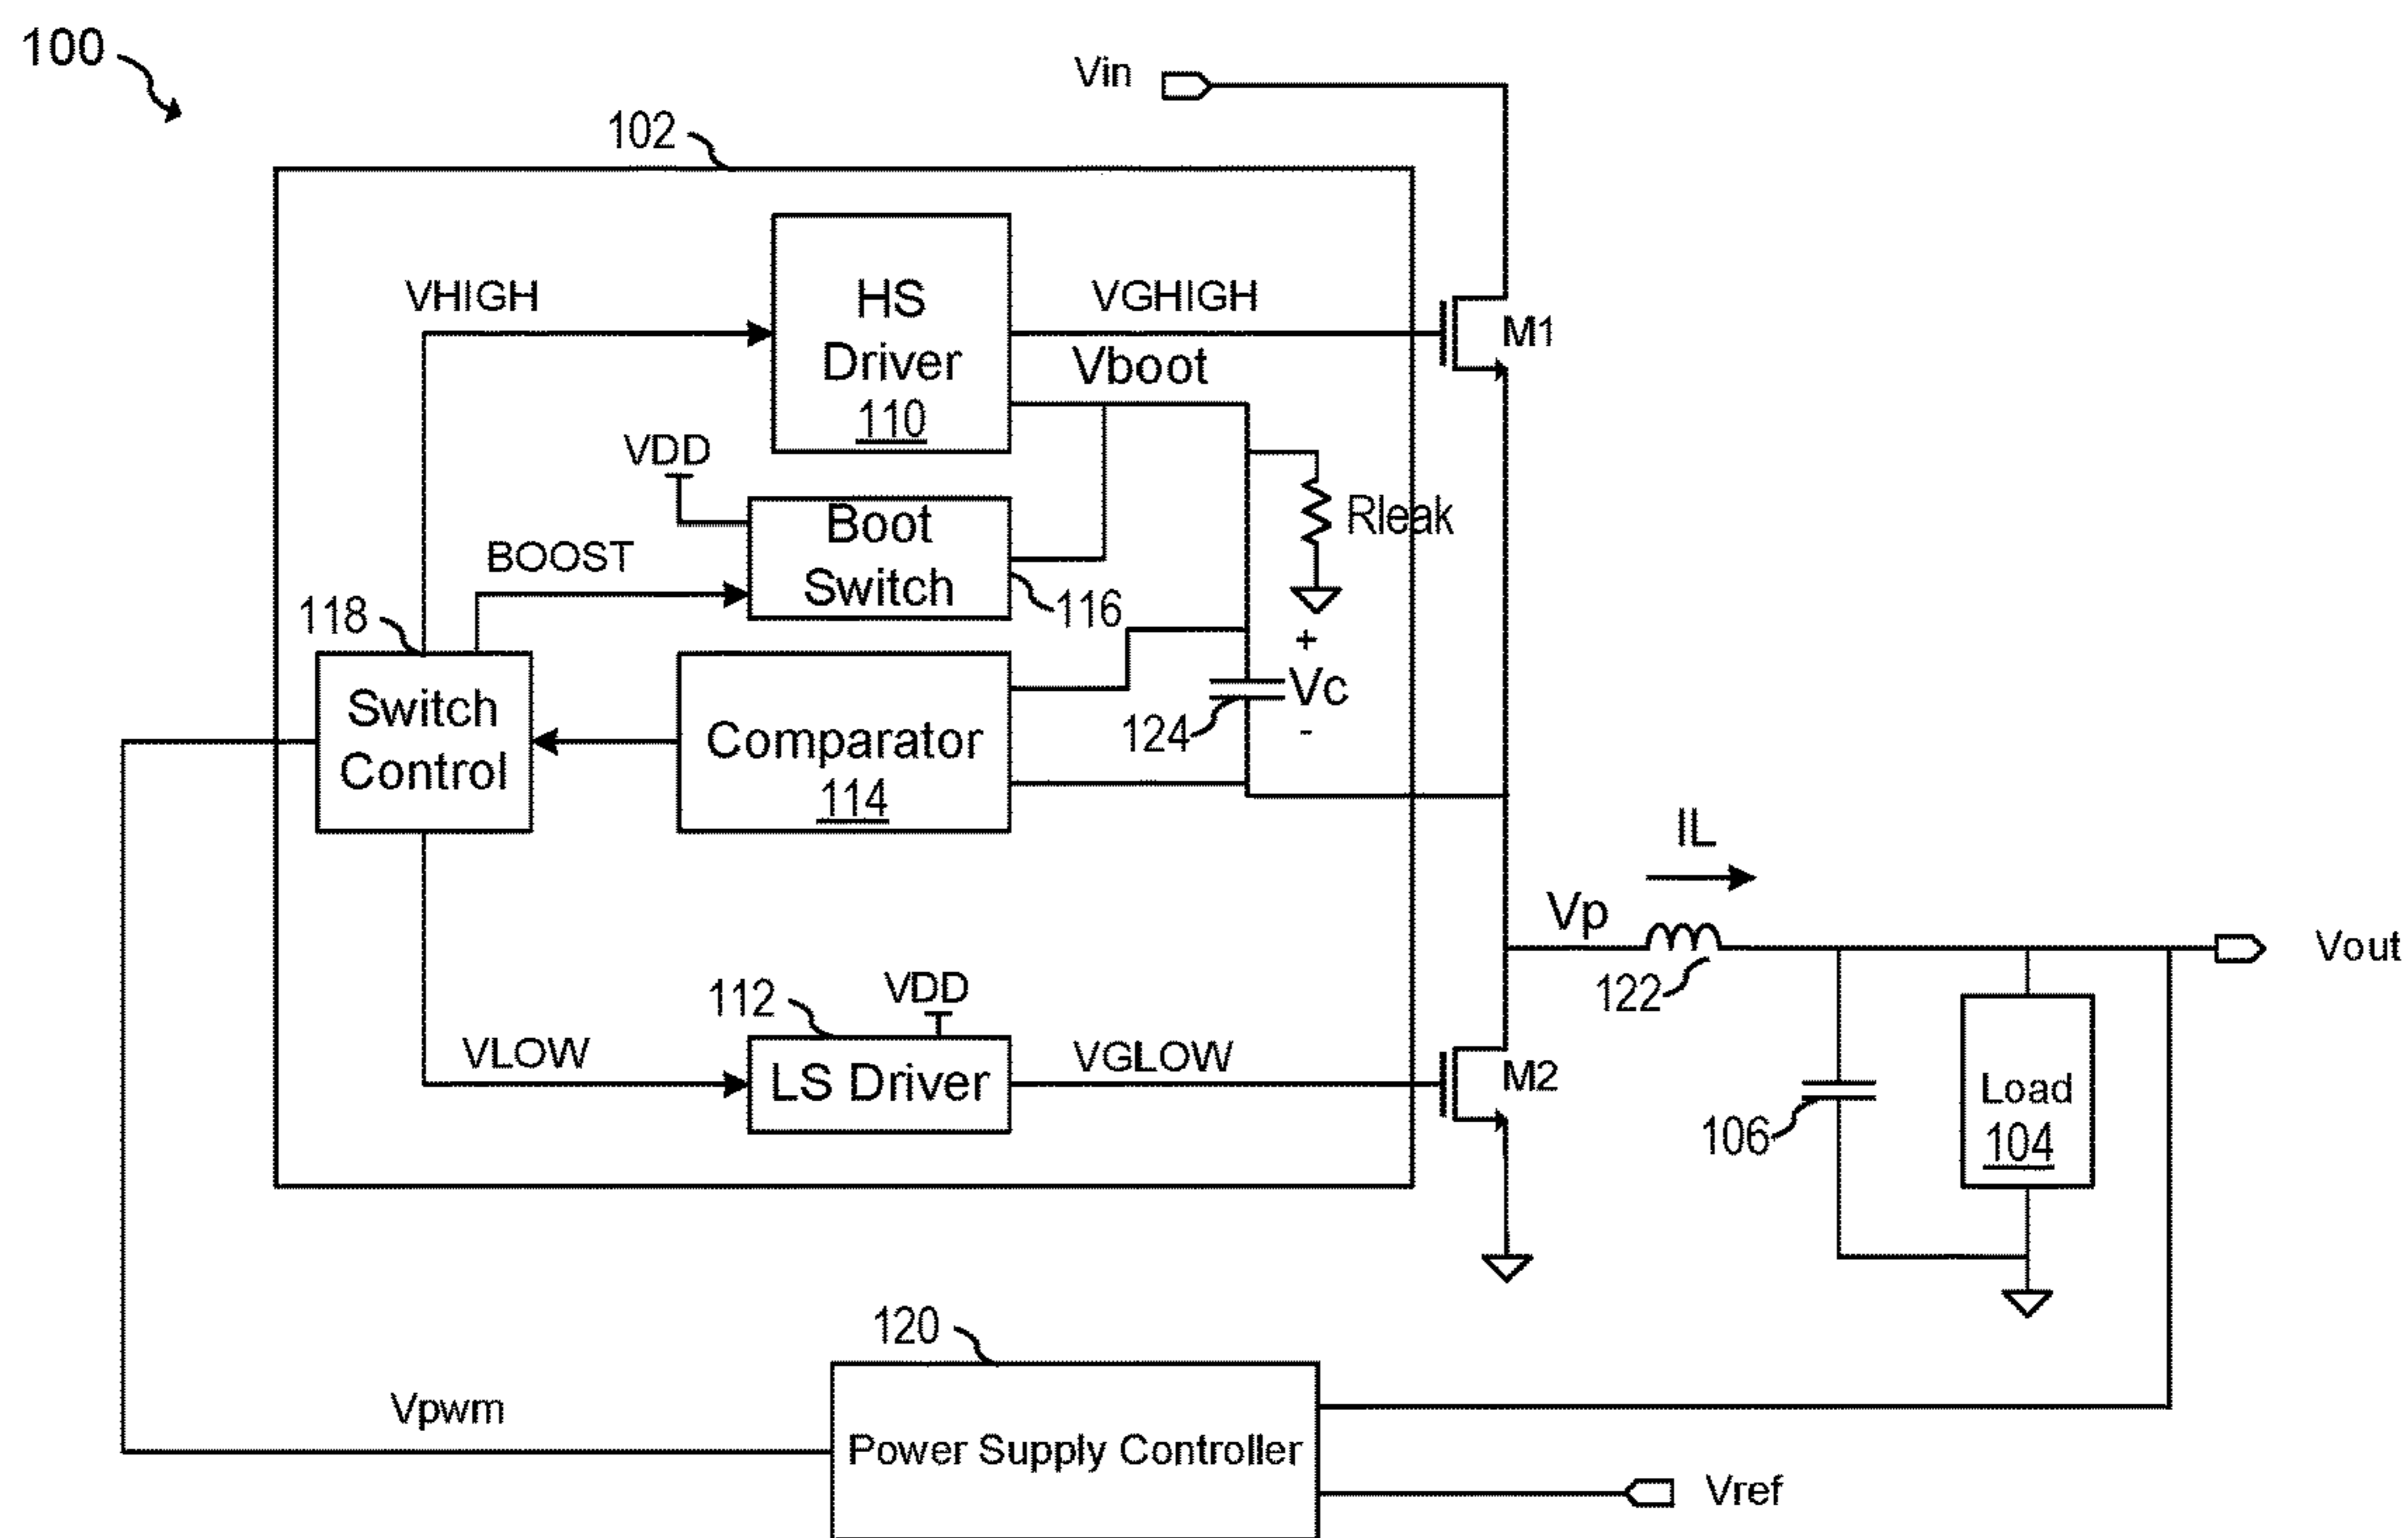 100
Vin
102
VHIGH
HS
Driver
110
VGHIGH
Vboot
M1
VDD
Boot
Switch
116
Rleak
BOOST
118
Switch
Control
Comparator
114
+
Vc
-
124
IL
Vp
122
Vout
112
VDD
VLOW
LS Driver
VGLOW
M2
106
Load
104
120
Vpwm
Power Supply Controller
Vref